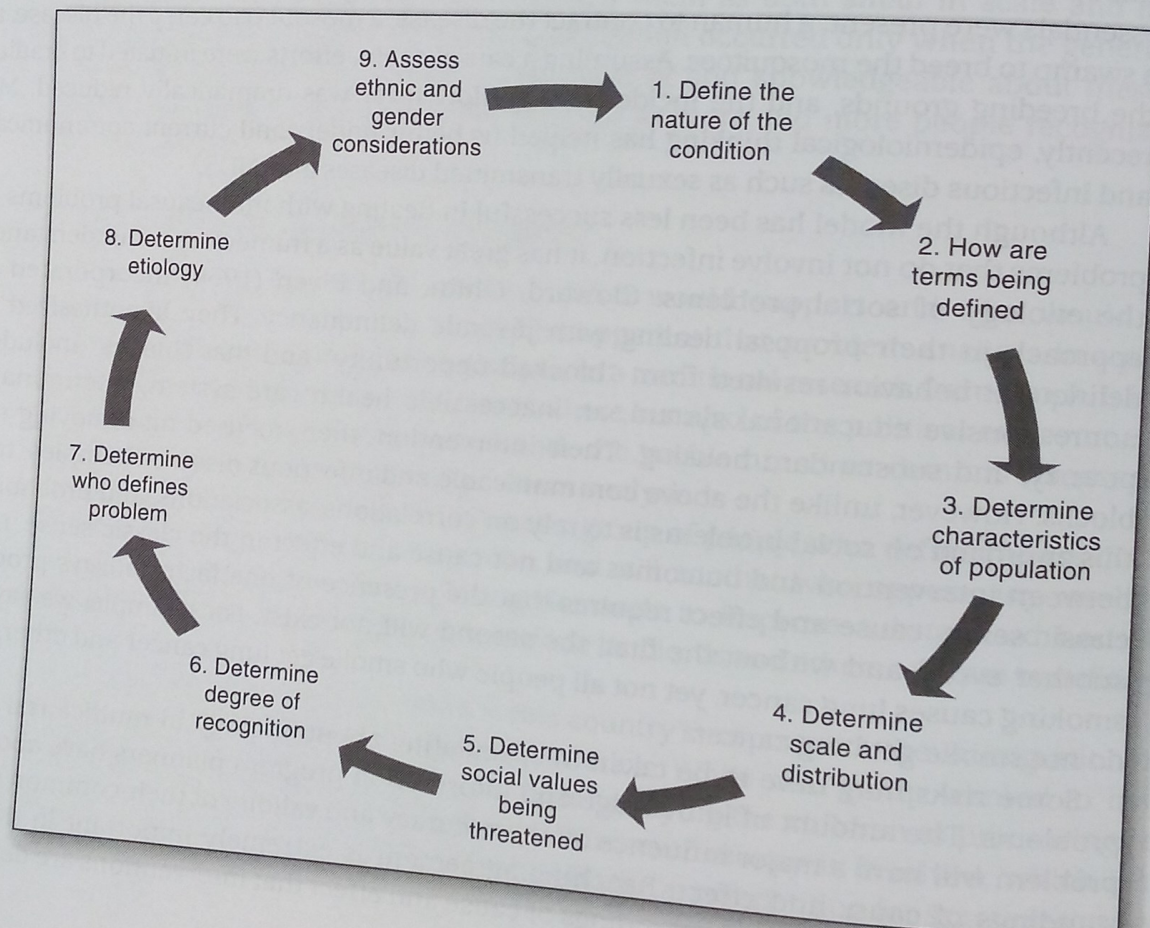 9. Assess
ethnic and
gender
considerations
1. Define the
nature of the
condition
2. How are
terms being
defined
3. Determine
characteristics
of population
4. Determine
scale and
distribution
5. Determine
social values
being
threatened
6. Determine
degree of
recognition
7. Determine
who defines
problem
8. Determine
etiology